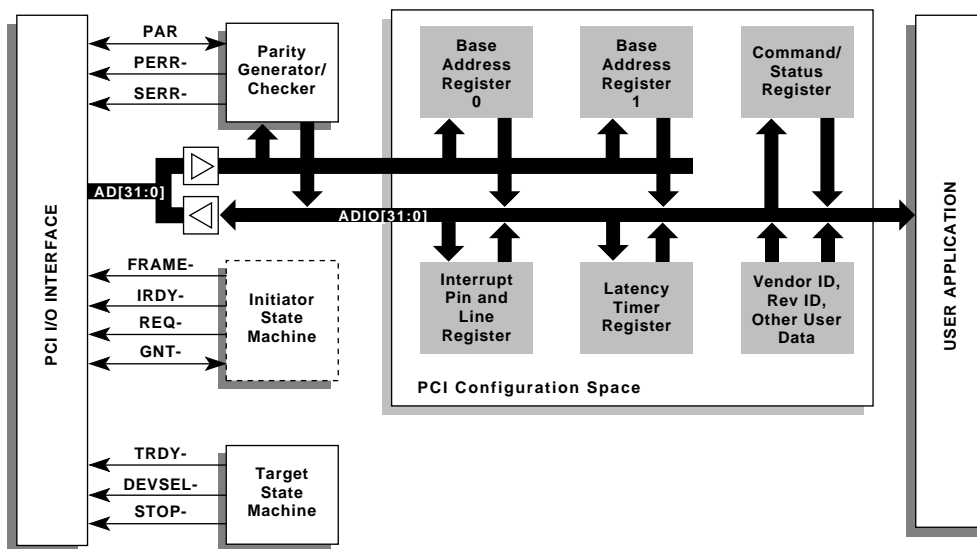 PCI I/O INTERFACE
PAR
PERR-
SERR-
Parity
Generator/
Checker
AD[31:0]
ADIO[31:0]
FRAME-
IRDY-
REQ-
GNT-
Initiator
State
Machine
TRDY-
DEVSEL-
STOP-
Target
State
Machine
Base
Address
Register
0
Base
Address
Register
1
Command/
Status
Register
Interrupt
Pin and
Line
Register
Latency
Timer
Register
Vendor ID,
Rev ID,
Other User
Data
PCI Configuration Space
USER APPLICATION